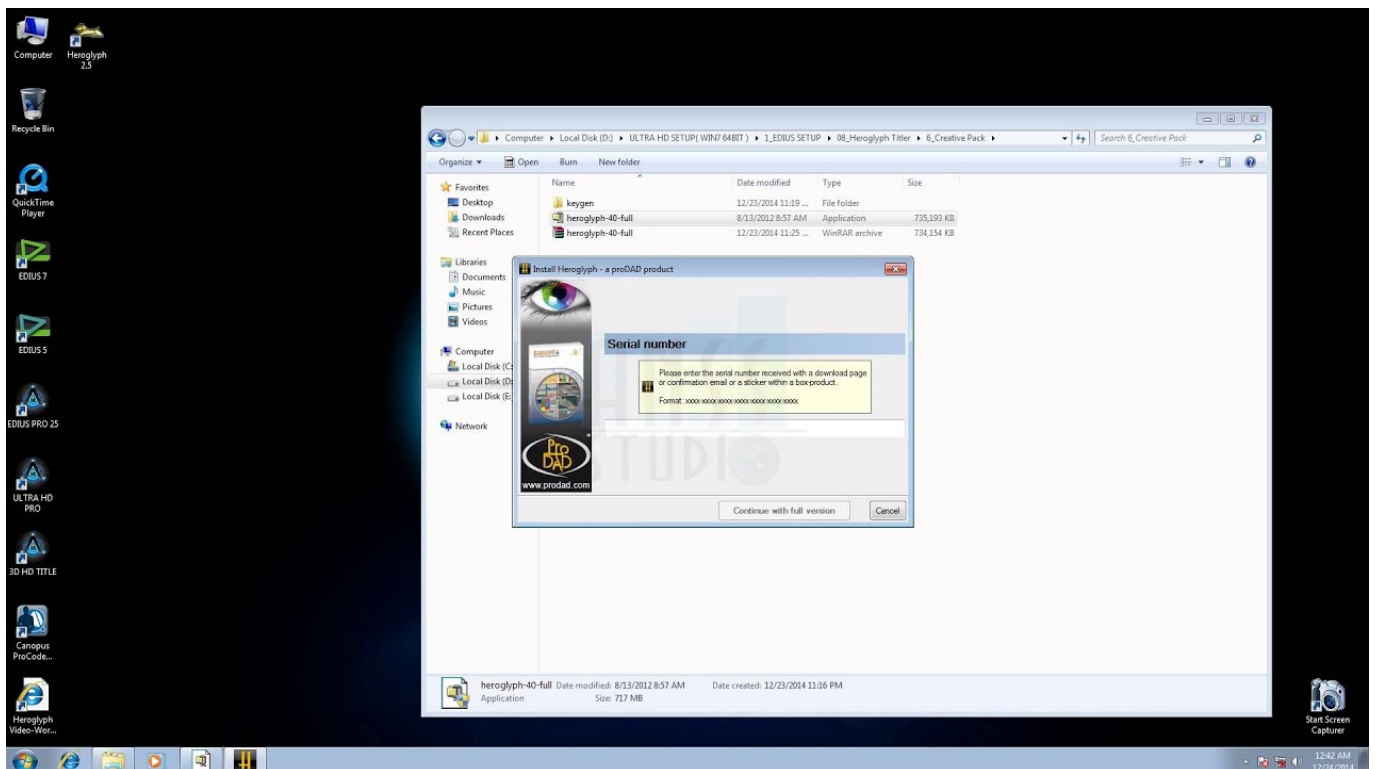 Computer
Heroglyph
2.5
Recycle Bin
QuickTime
Player
EDIUS 7
EDIUS 5
EDIUS PRO 25
ULTRA HD
PRO
3D HD TITLE
Canopus
ProCode...
Heroglyph
Video-Wor...
Computer Local Disk (D:) ULTRA HD SETUP( WIN7 64BIT ) 1_EDIUS SETUP 08_Heroglyph Titler 6_Creative Pack
Search 6_Creative Pack
Organize Open Burn New folder
Favorites
Desktop
Downloads
Recent Places
Libraries
Documents
Music
Pictures
Videos
Computer
Local Disk (C:
Local Disk (D:
Local Disk (E:
Network
Name Date modified Type Size
keygen 12/23/2014 11:19 ... File folder
heroglyph-40-full 8/13/2012 8:57 AM Application 735,193 KB
heroglyph-40-full 12/23/2014 11:25 ... WinRAR archive 734,154 KB
Install Heroglyph - a proDAD product
Serial number
Please enter the serial number received with a download page
or confirmation email or a sticker within a box-product.
Format: xxxx-xxxx-xxxx-xxxx-xxxx-xxxx-xxxx
STUDIO
Pro
DAD
www.prodad.com
Continue with full version Cancel
heroglyph-40-full Date modified: 8/13/2012 8:57 AM Date created: 12/23/2014 11:16 PM
Application Size: 717 MB
Start Screen
Capturer
12:42 AM
12/24/2014